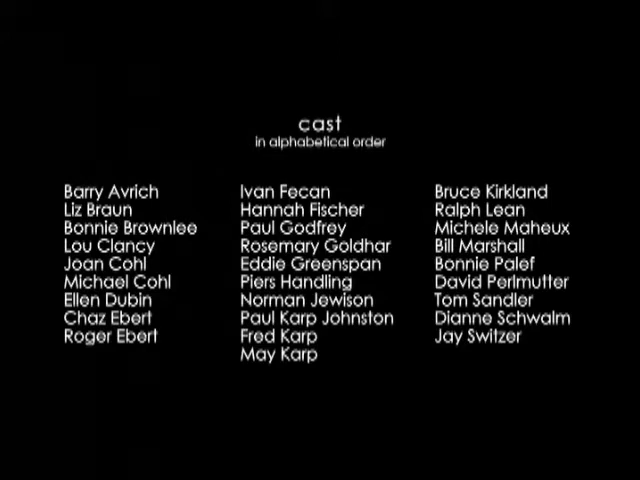 cast
in alphabetical order
Barry Avrich
Liz Braun
Bonnie Brownlee
Lou Clancy
Joan Cohl
Michael Cohl
Ellen Dubin
Chaz Ebert
Roger Ebert
Ivan Fecan
Hannah Fischer
Paul Godfrey
Rosemary Goldhar
Eddie Greenspan
Piers Handling
Norman Jewison
Paul Karp Johnston
Fred Karp
May Karp
Bruce Kirkland
Ralph Lean
Michele Maheux
Bill Marshall
Bonnie Palef
David Perlmutter
Tom Sandler
Dianne Schwalm
Jay Switzer